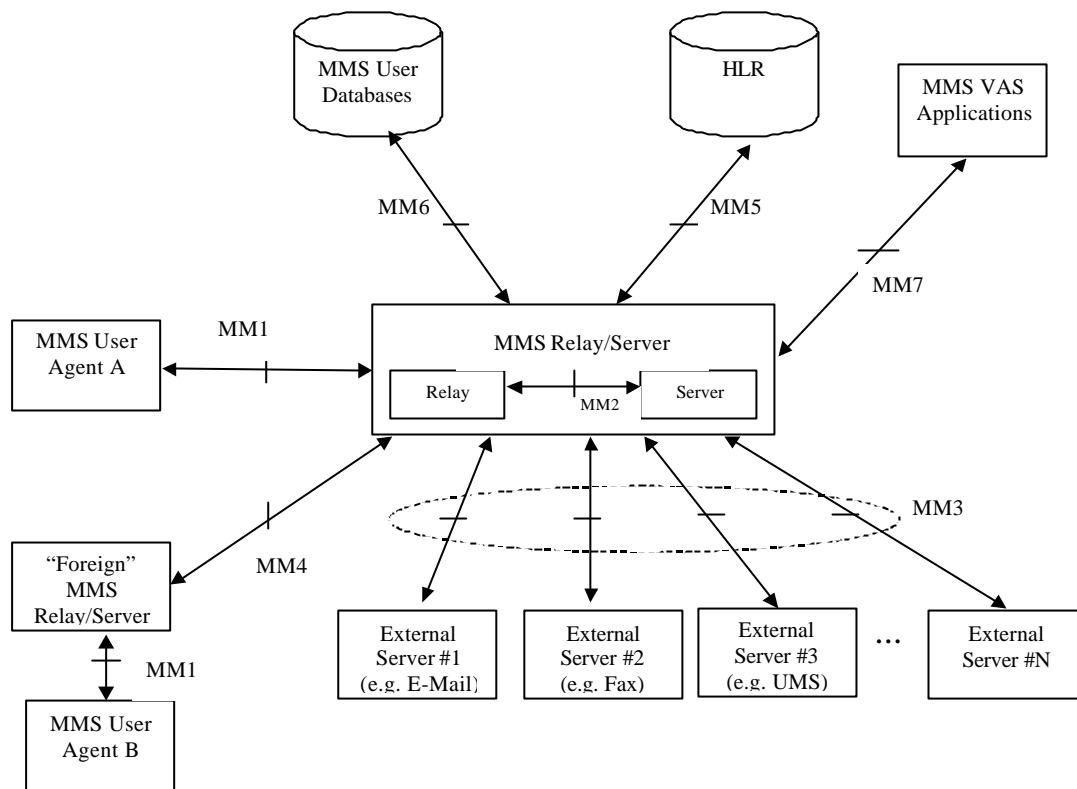 MMS User
Databases
HLR
MMS VAS
Applications
MM6
MM5
MM7
MMS User
Agent A
MM1
MMS Relay/Server
Relay
MM2
Server
MM3
MM4
“Foreign”
MMS
Relay/Server
MM1
MMS User
Agent B
External
Server #1
(e.g. E-Mail)
External
Server #2
(e.g. Fax)
External
Server #3
(e.g. UMS)
...
External
Server #N